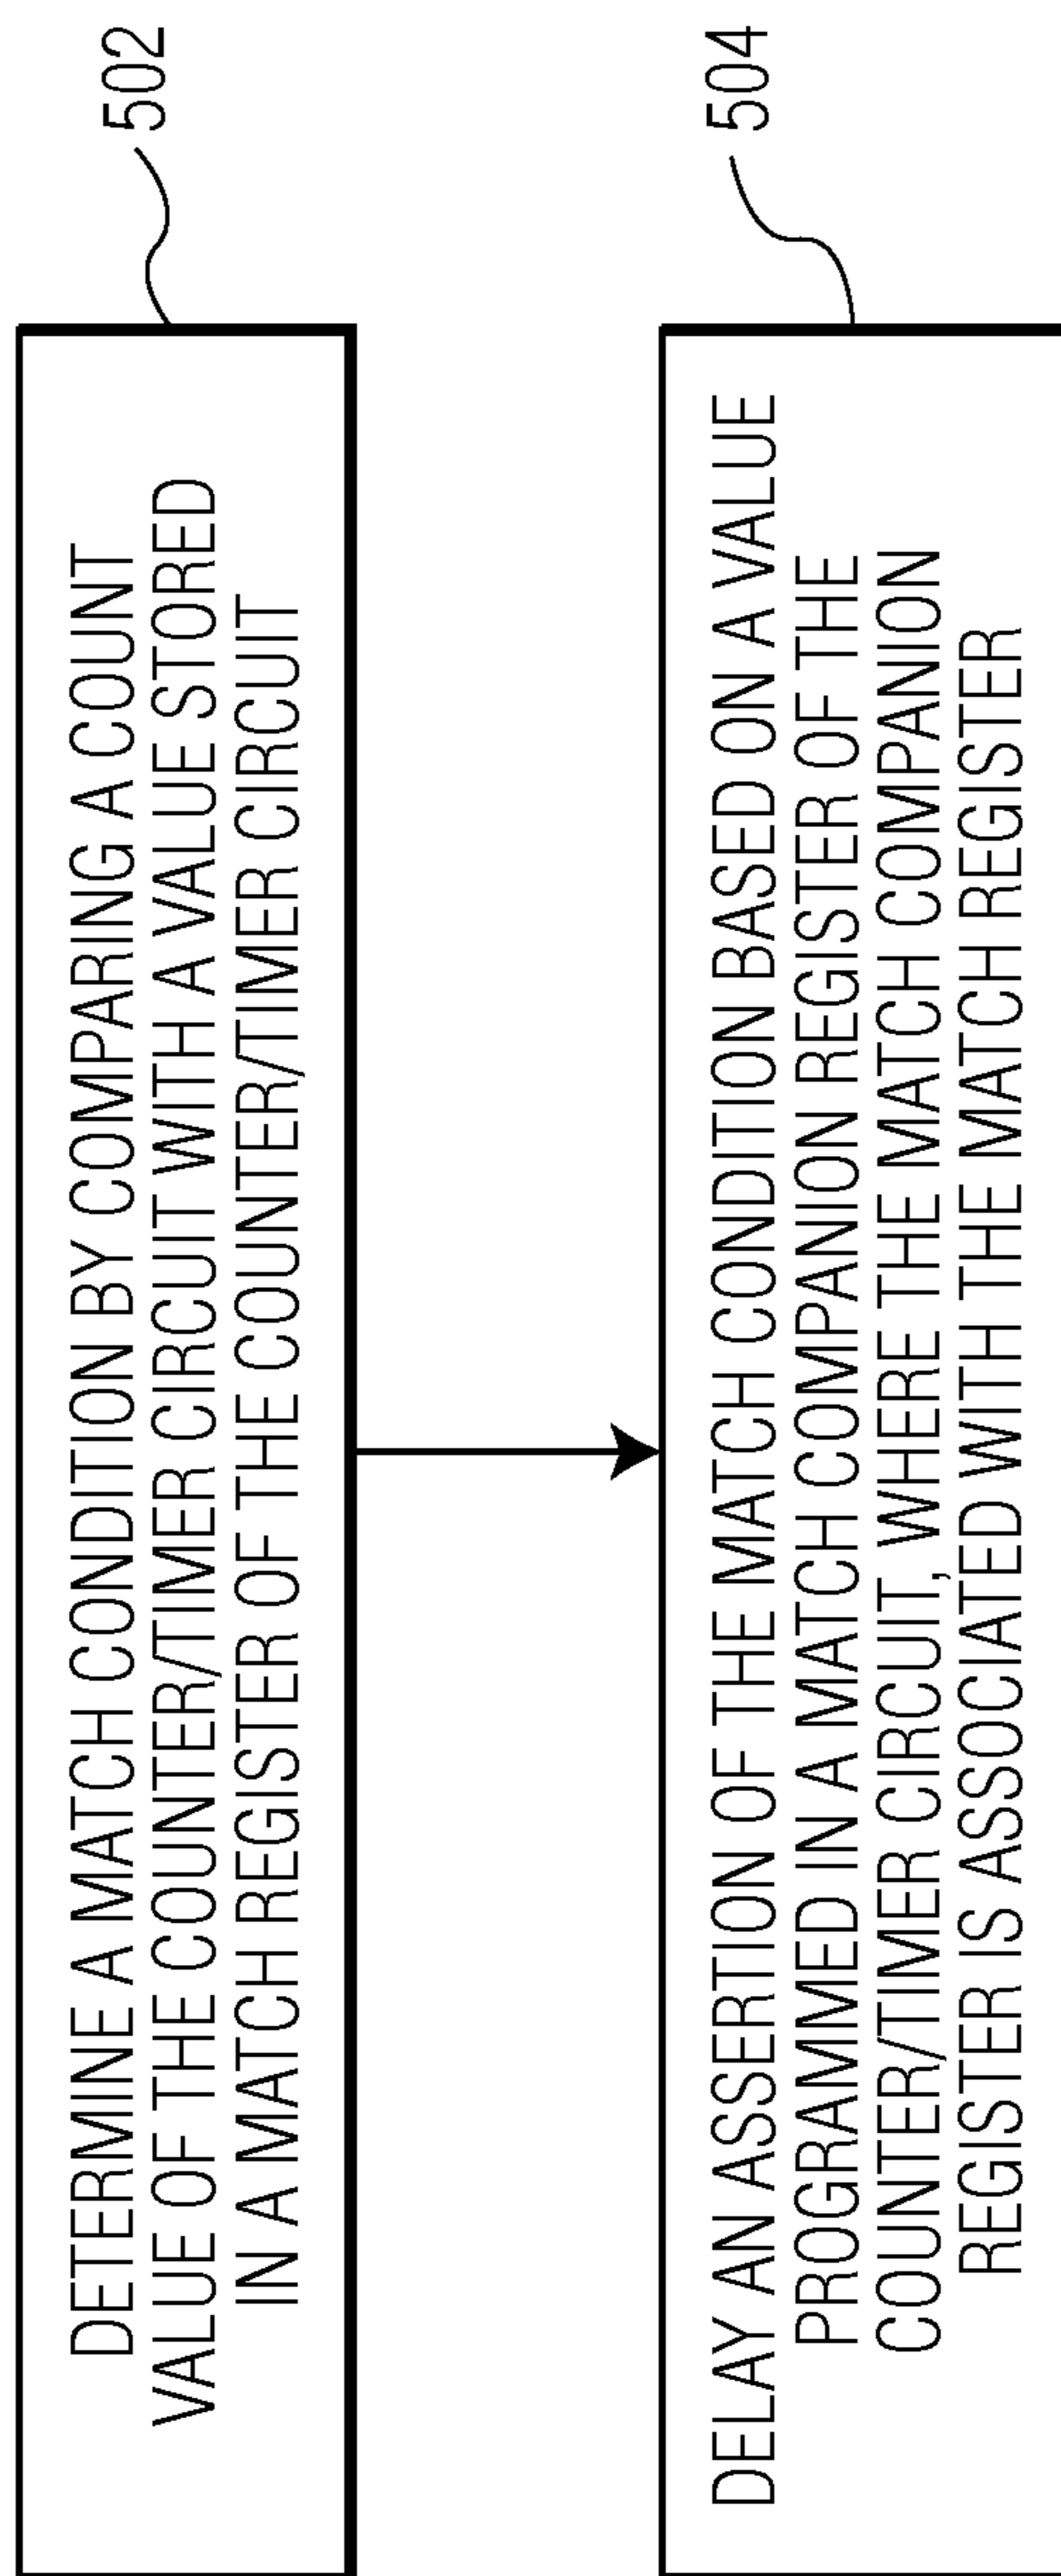 DETERMINE A MATCH CONDITION BY COMPARING A COUNT
VALUE OF THE COUNTER/TIMER CIRCUIT WITH A VALUE STORED
IN A MATCH REGISTER OF THE COUNTER/TIMER CIRCUIT
502
DELAY AN ASSERTION OF THE MATCH CONDITION BASED ON A VALUE
PROGRAMMED IN A MATCH COMPANION REGISTER OF THE
COUNTER/TIMER CIRCUIT, WHERE THE MATCH COMPANION
REGISTER IS ASSOCIATED WITH THE MATCH REGISTER
504